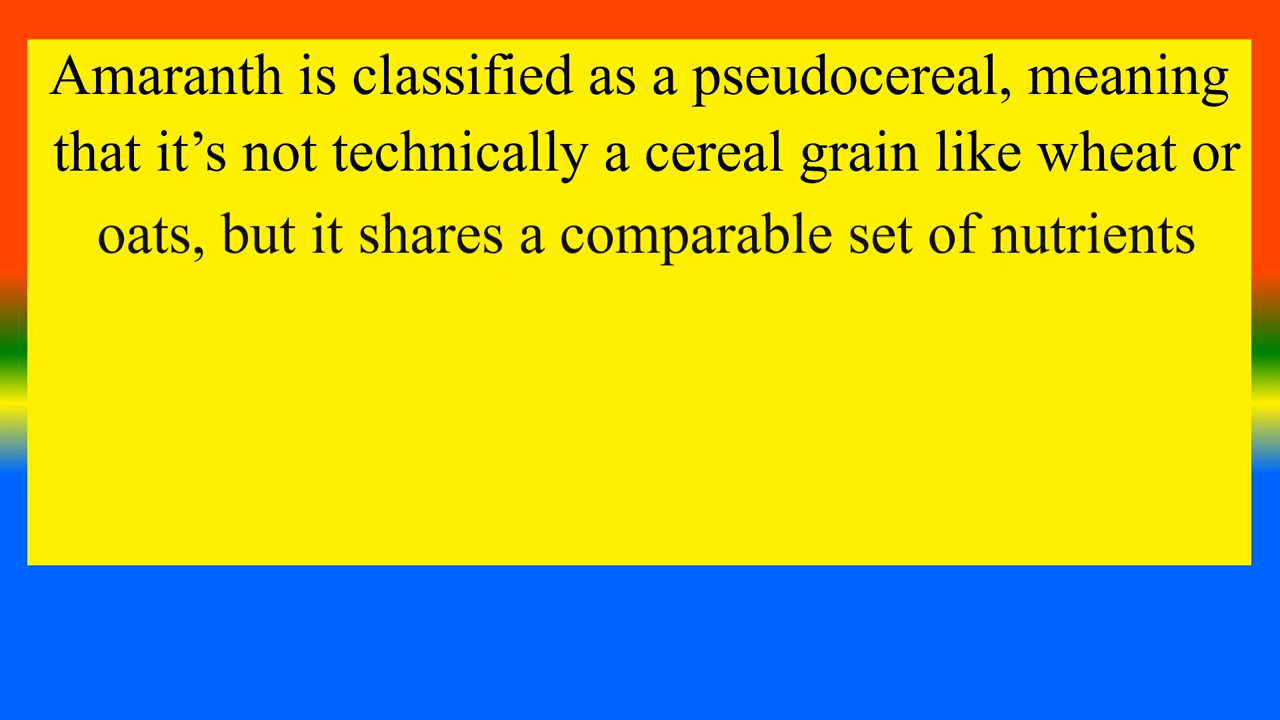 Amaranth is classified as a pseudocereal, meaning
that it’s not technically a cereal grain like wheat or
oats, but it shares a comparable set of nutrients